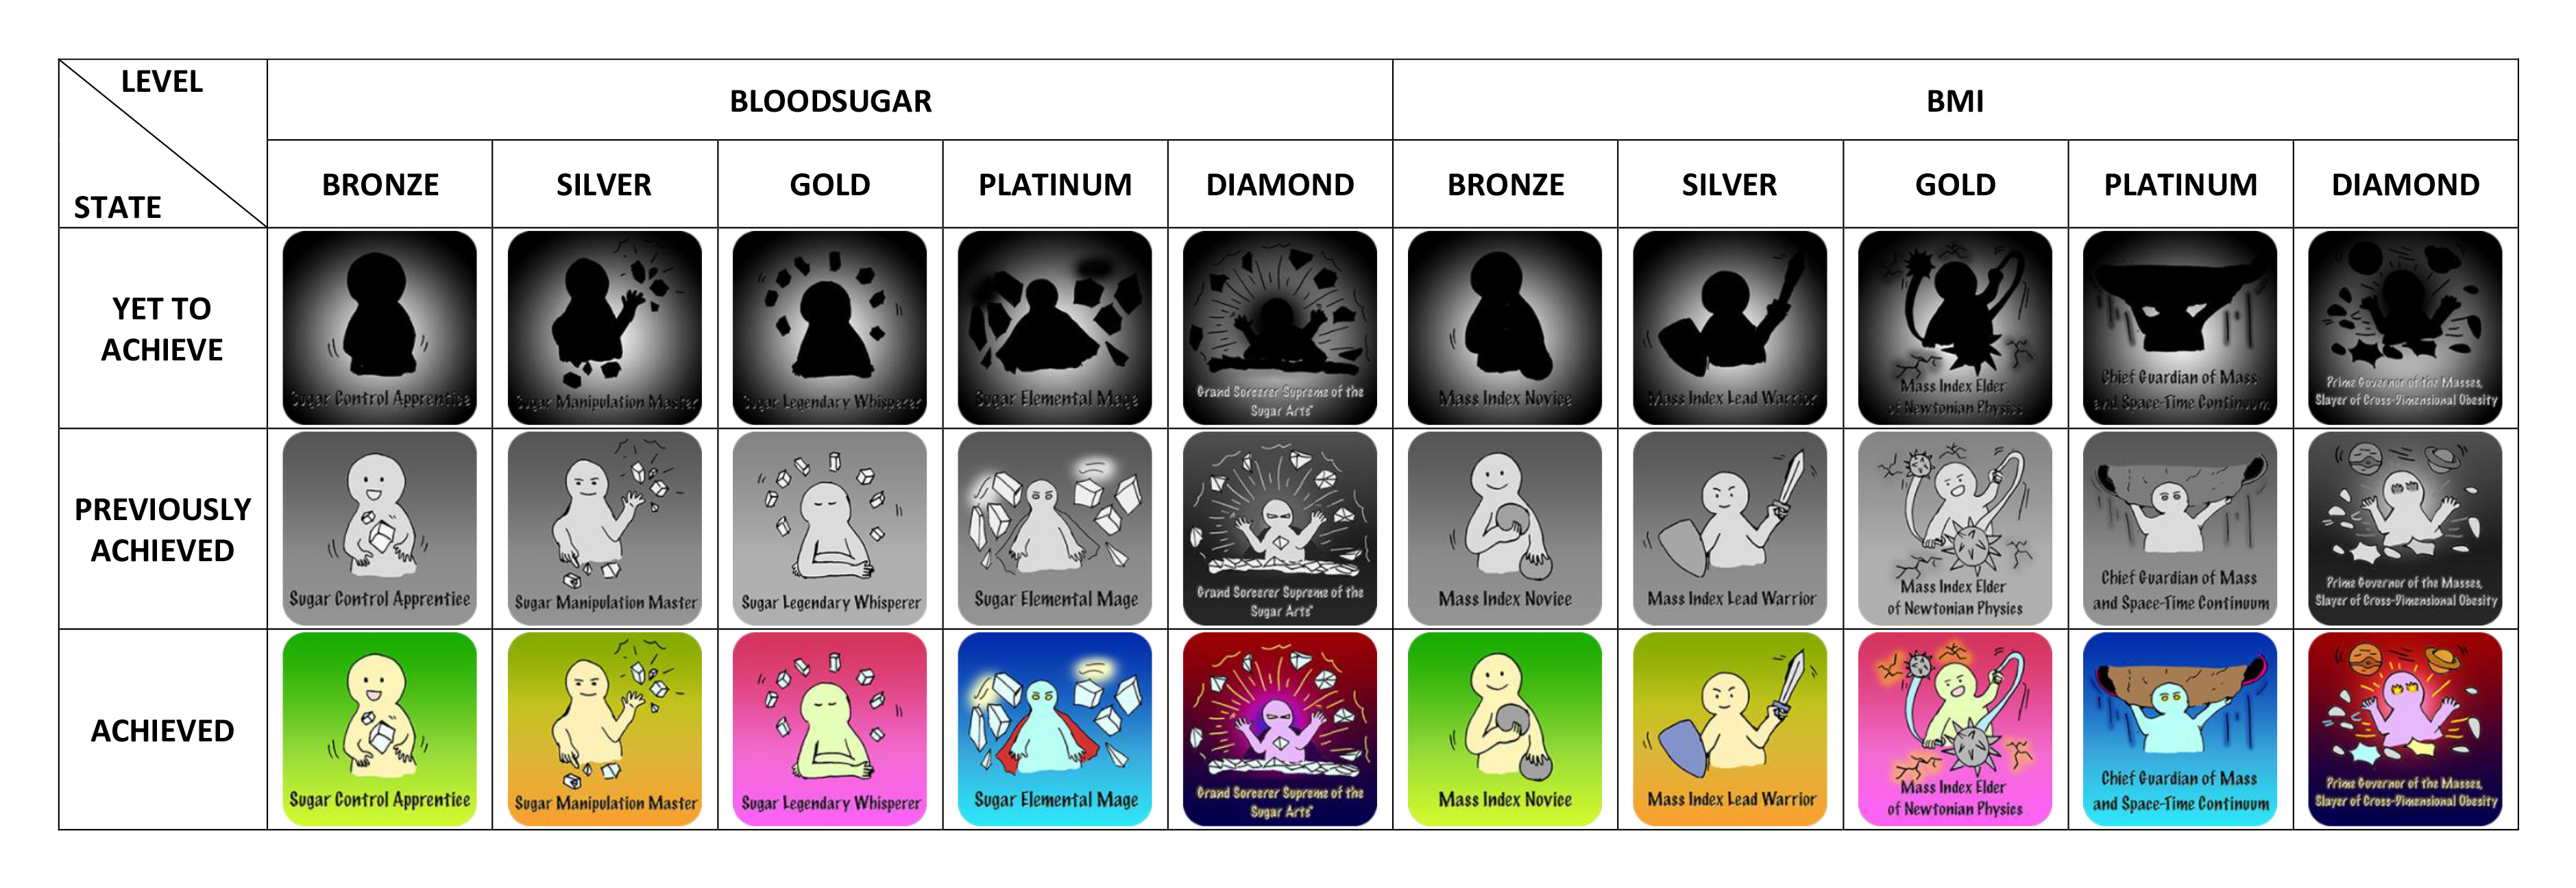 LEVEL
STATE
BLOODSUGAR
BMI
BRONZE
SILVER
GOLD
PLATINUM
DIAMOND
BRONZE
SILVER
GOLD
PLATINUM
DIAMOND
YET TO
ACHIEVE
Sugar Control Apprentice
Sugar Manipulation Master
Sugar Legendary Whisperer
Sugar Elemental Mage
Grand Sorcerer Supreme of the
Sugar Arts"
Mass Index Novice
Mass Index Lead Warrior
Mass Index Elder
of Newtonian Physics
Chief Guardian of Mass
and Space-Time Continuum
Prime Governor of the Masses,
Slayer of Cross-Dimensional Obesity
PREVIOUSLY
ACHIEVED
Sugar Control Apprentice
Sugar Manipulation Master
Sugar Legendary Whisperer
Sugar Elemental Mage
Grand Sorcerer Supreme of the
Sugar Arts"
Mass Index Novice
Mass Index Lead Warrior
Mass Index Elder
of Newtonian Physics
Chief Guardian of Mass
and Space-Time Continuum
Prime Governor of the Masses,
Slayer of Cross-Dimensional Obesity
ACHIEVED
Sugar Control Apprentice
Sugar Manipulation Master
Sugar Legendary Whisperer
Sugar Elemental Mage
Grand Sorcerer Supreme of the
Sugar Arts"
Mass Index Novice
Mass Index Lead Warrior
Mass Index Elder
of Newtonian Physics
Chief Guardian of Mass
and Space-Time Continuum
Prime Governor of the Masses,
Slayer of Cross-Dimensional Obesity